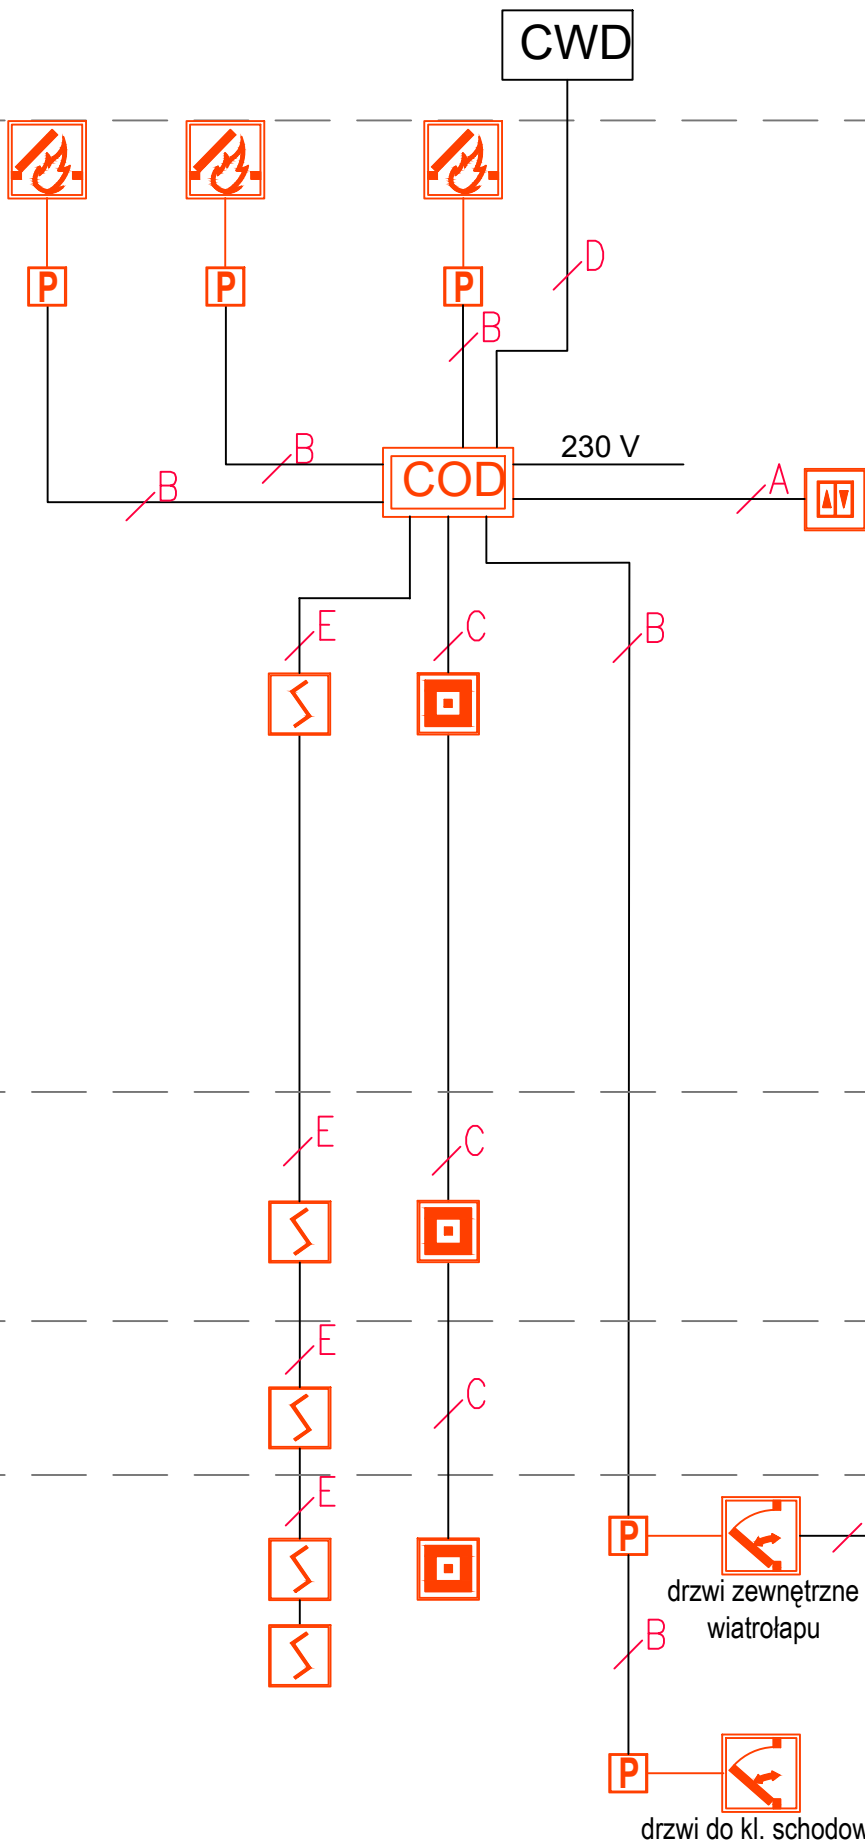 CWD
P
P
P
D
B
B
B
230 V
COD
A
E
C
B
E
C
E
C
E
P
drzwi zewnętrzne
wiatrołapu
B
P
drzwi do kl. schodow